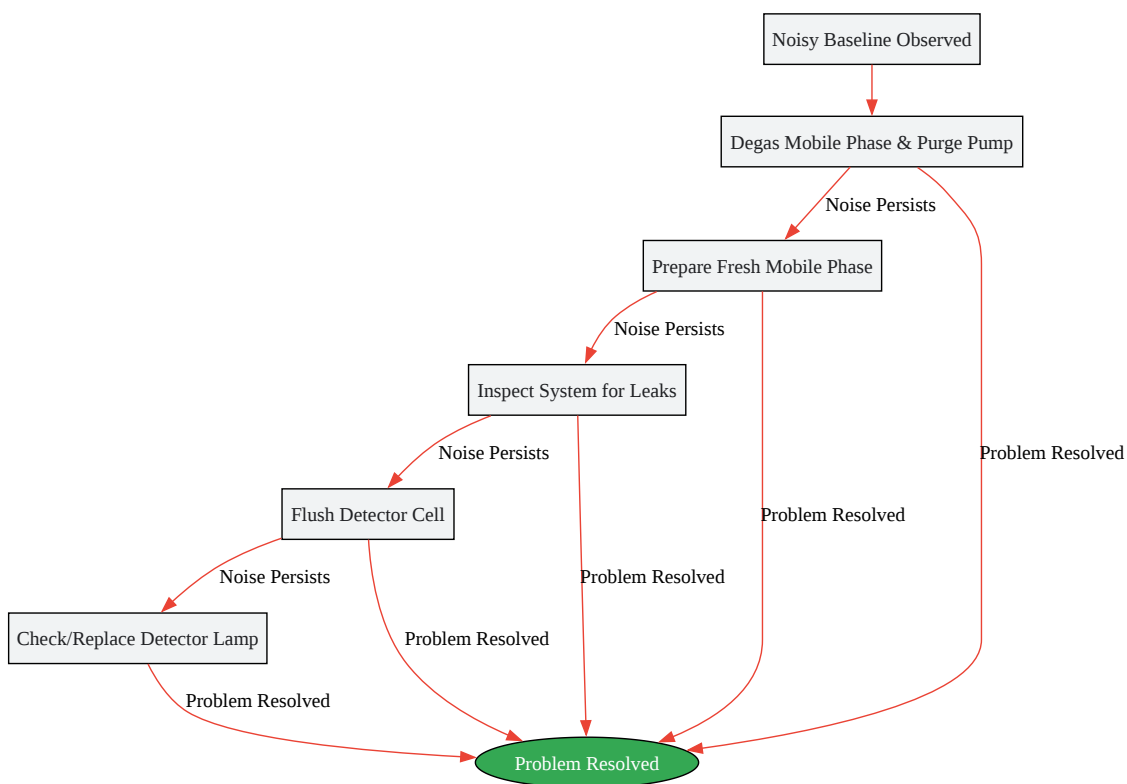 Noisy Baseline Observed
Degas Mobile Phase & Purge Pump
Noise Persists
Prepare Fresh Mobile Phase
Noise Persists
Inspect System for Leaks
Noise Persists
Problem Resolved
Flush Detector Cell
Problem Resolved
Noise Persists
Problem Resolved
Check/Replace Detector Lamp
Problem Resolved
Problem Resolved
Problem Resolved